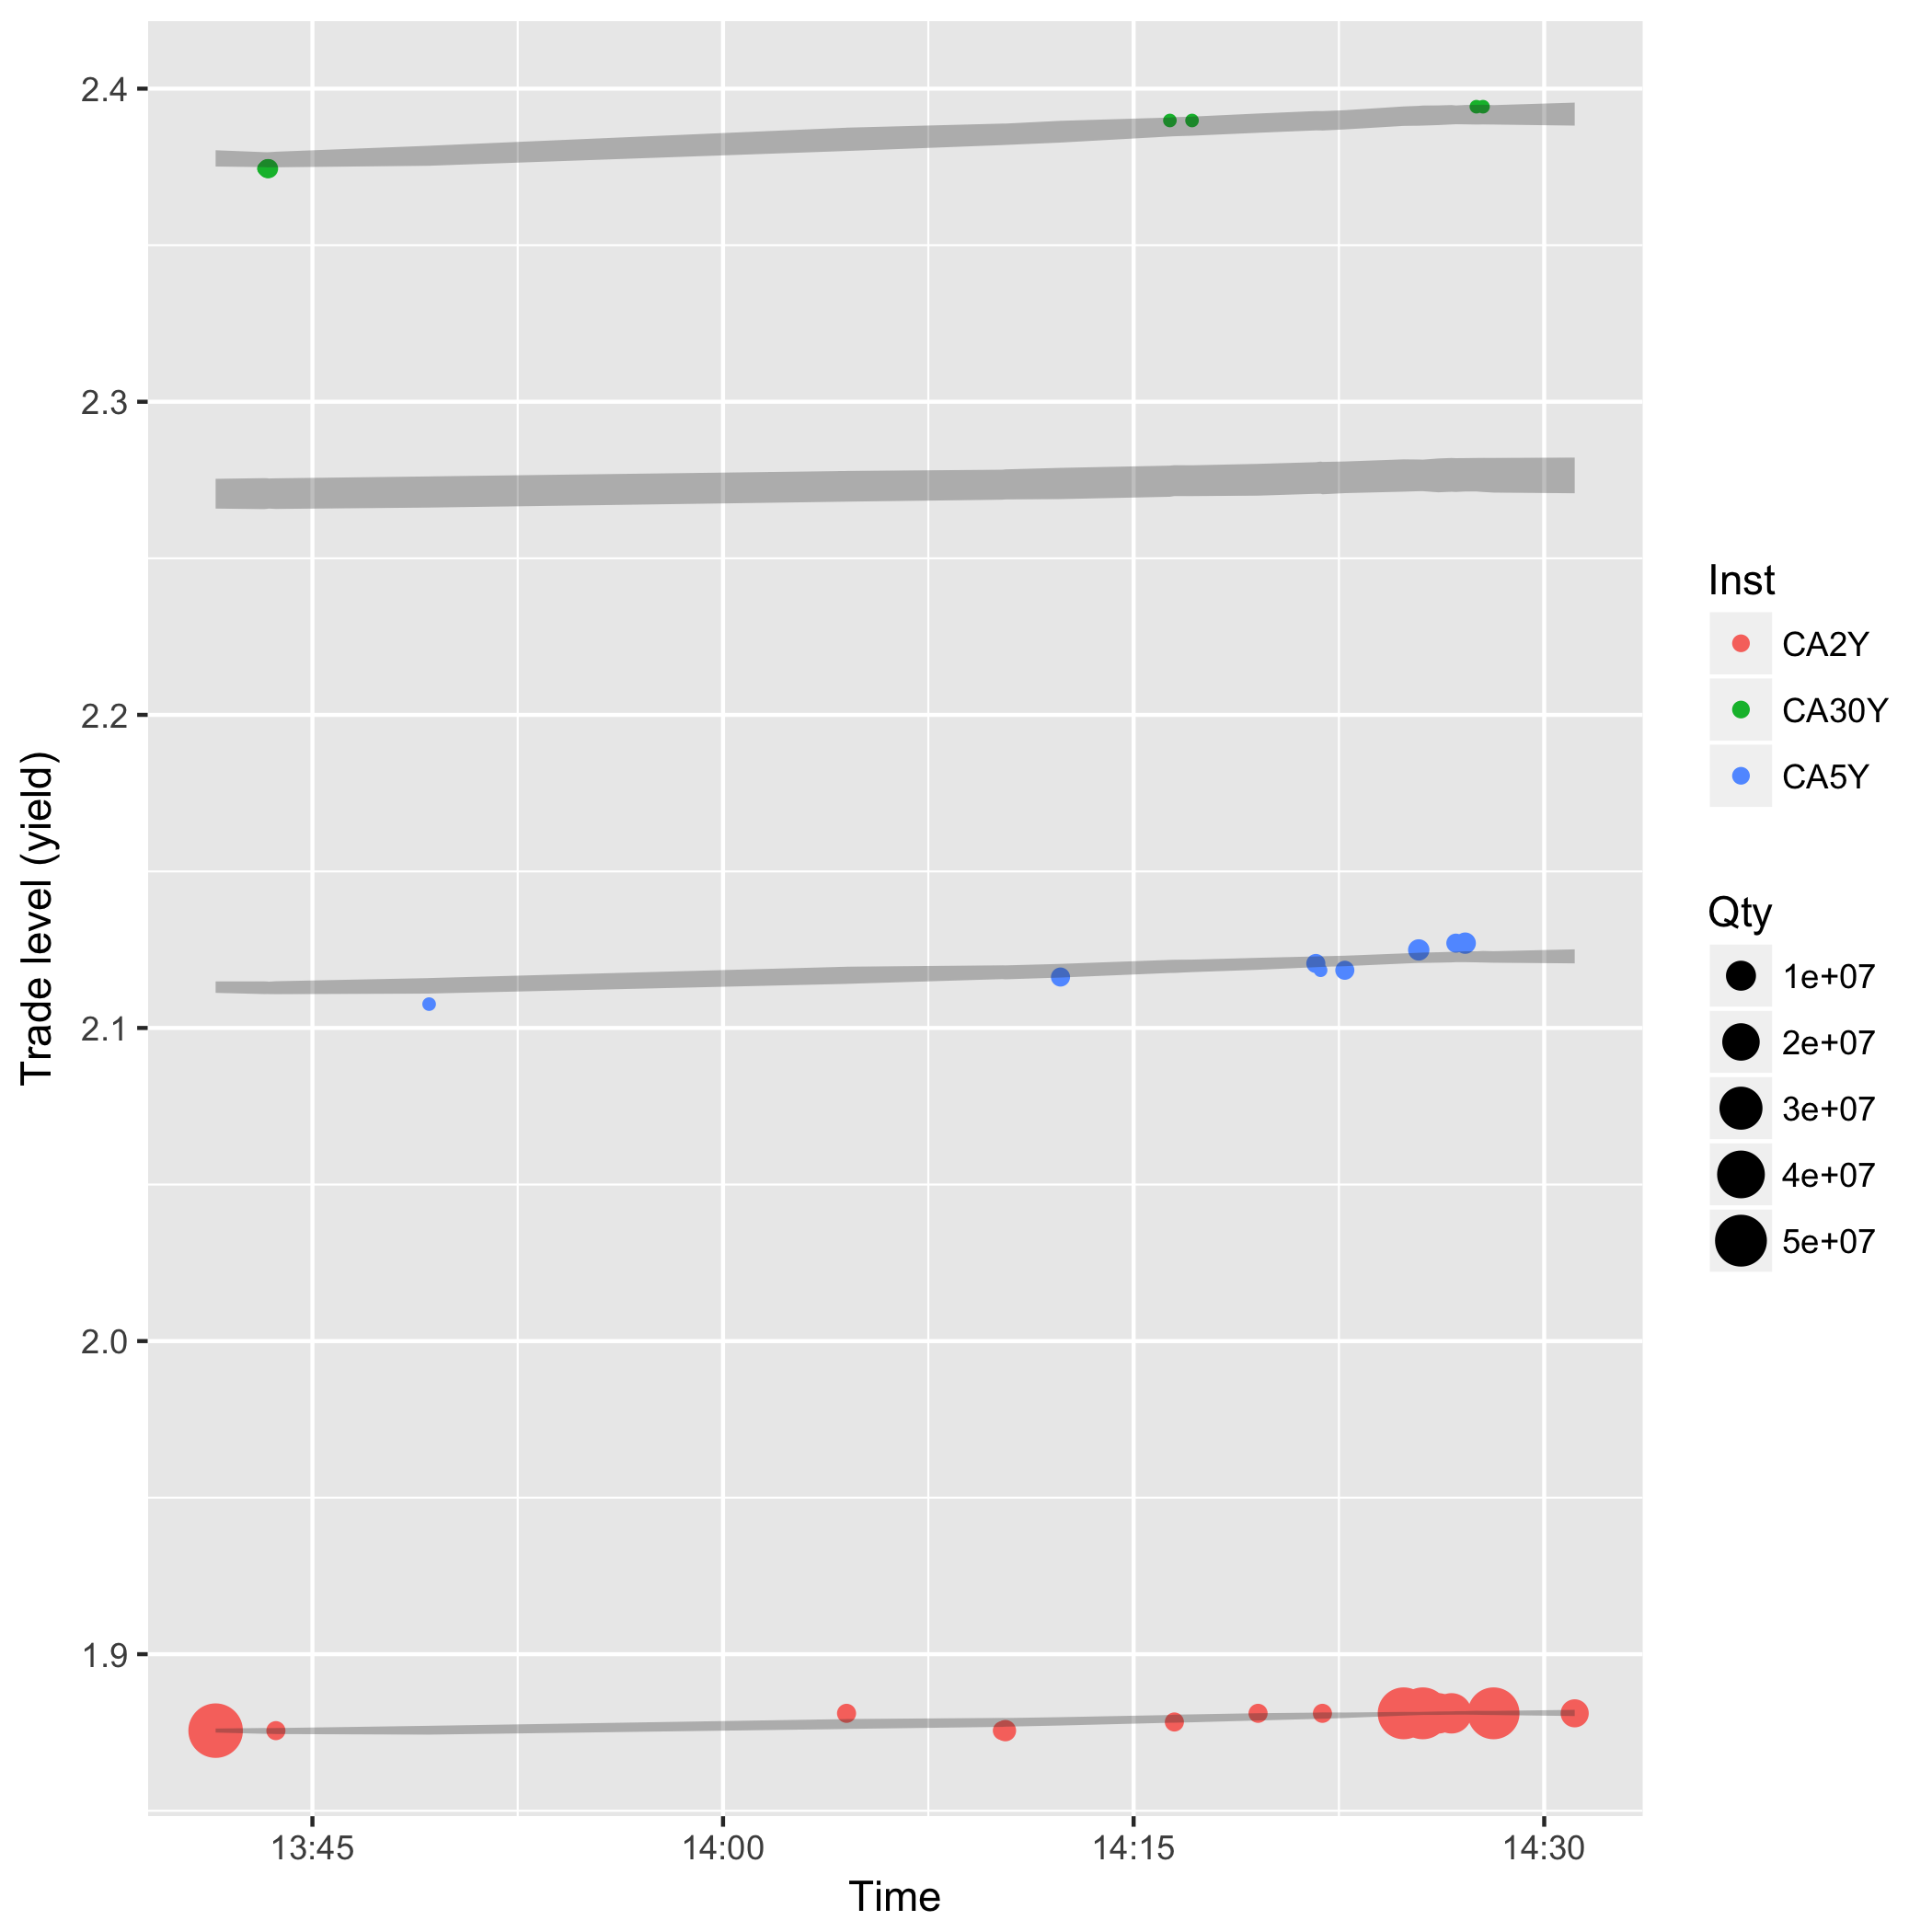 Trade level (yield)
2.4
2.3
2.2
2.1
2.0
1.9
13:45
14:00
14:15
14:30
Time
Inst
CA2Y
CA30Y
CA5Y
Qty
1e+07
2e+07
3e+07
4e+07
5e+07